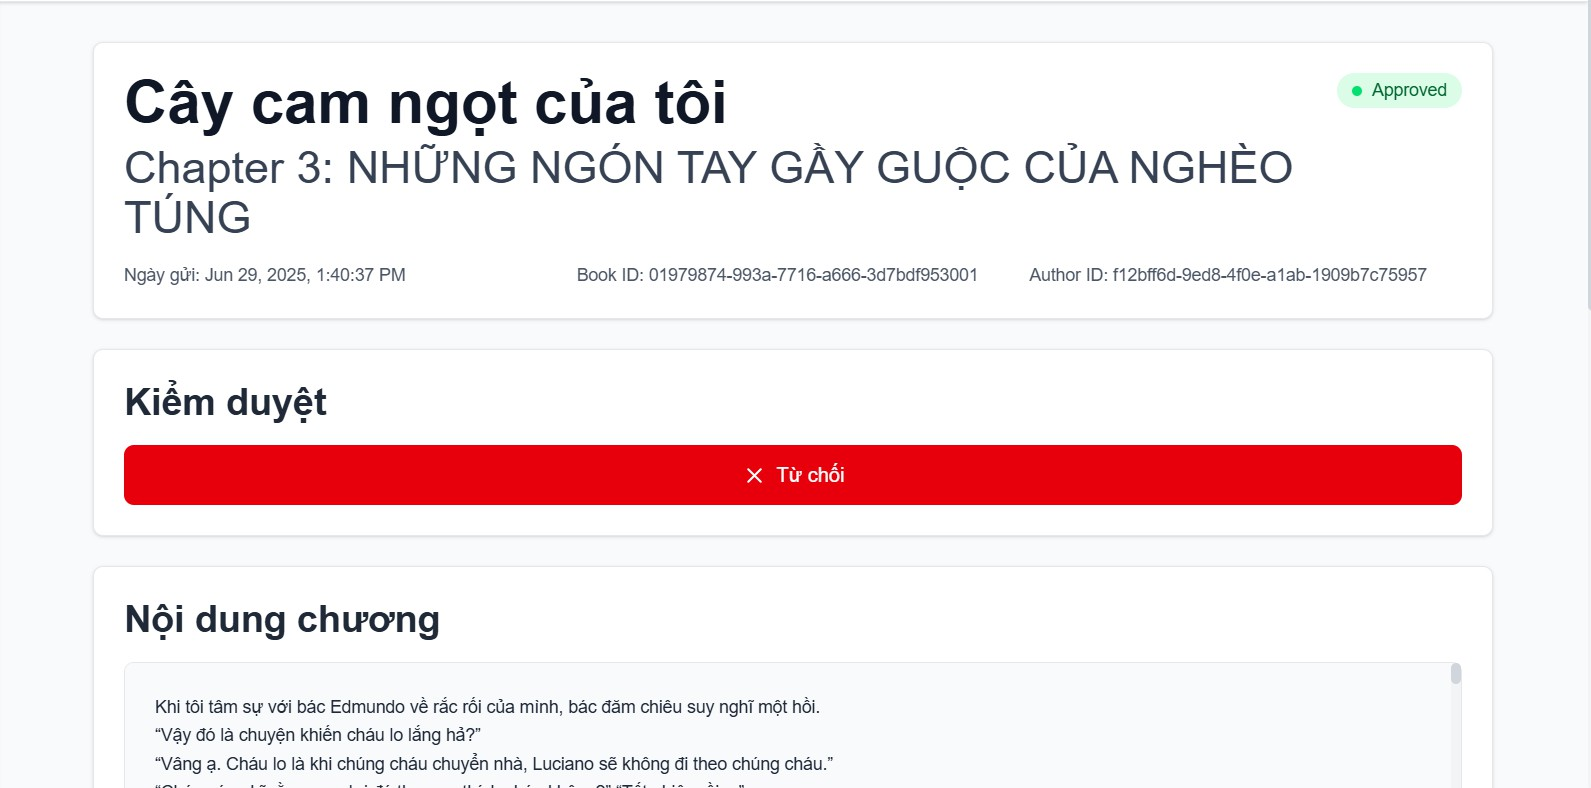 Cây cam ngọt của tôi
Approved
Chapter 3: NHỮNG NGÓN TAY GẦY GUỘC CỦA NGHÈO
TÚNG
Ngày gửi: Jun 29, 2025, 1:40:37 PM
Book ID: 01979874-993a-7716-a666-3d7bdf953001
Author ID: f12bff6d-9ed8-4f0e-a1ab-1909b7c75957
Kiểm duyệt
Từ chối
Nội dung chương
Khi tôi tâm sự với bác Edmundo về rắc rối của mình, bác đăm chiêu suy nghĩ một hồi.
“Vậy đó là chuyện khiến cháu lo lắng hả?”
“Vâng ạ. Cháu lo là khi chúng cháu chuyển nhà, Luciano sẽ không đi theo chúng cháu.”